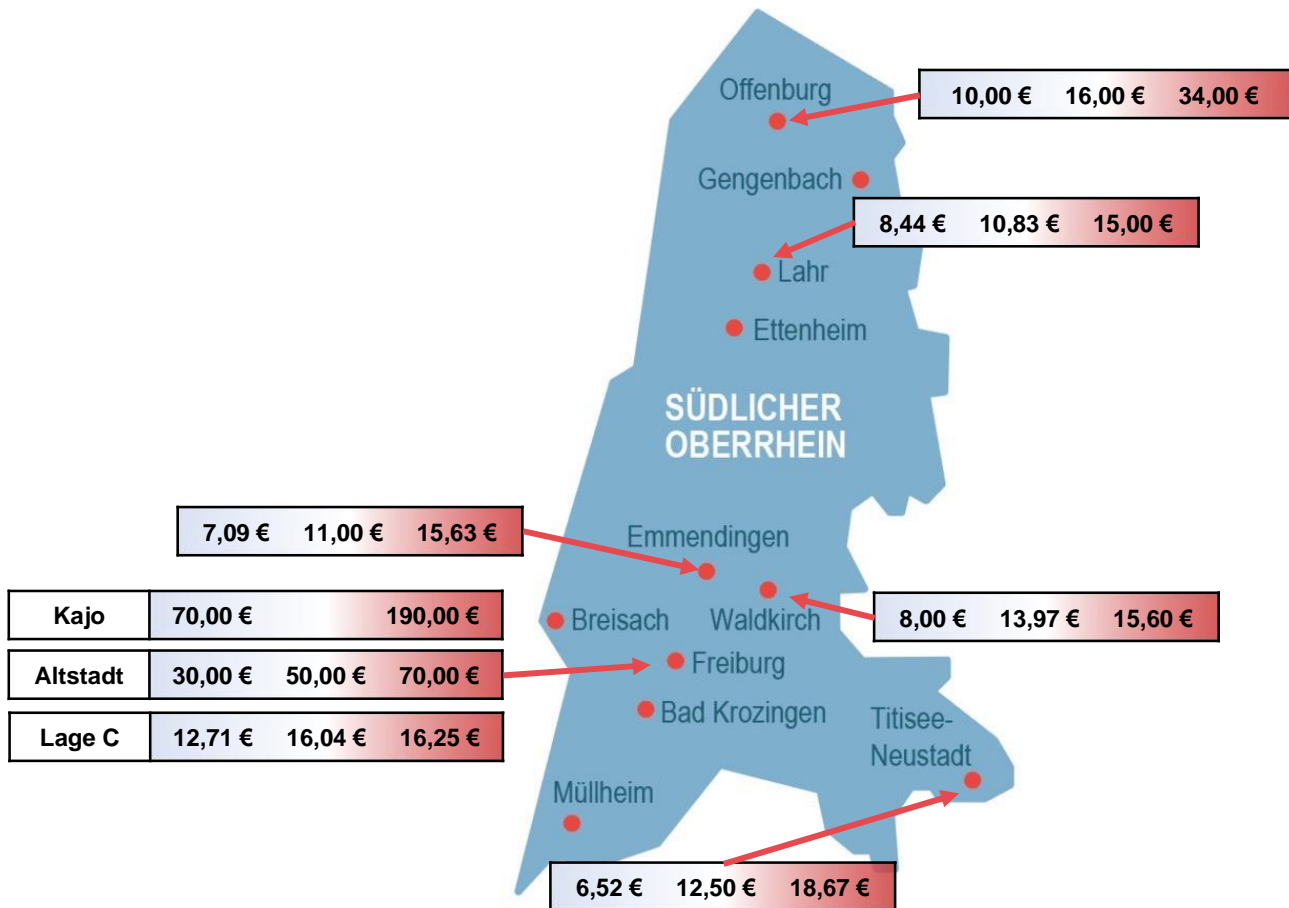 Offenburg
10,00 € 16,00 € 34,00 €
Gengenbach
8,44 € 10,83 € 15,00 €
Lahr
Ettenheim
SÜDLICHER
OBERRHEIN
7,09 € 11,00 € 15,63 €
Emmendingen
Kajo 70,00 € 190,00 €
Breisach
Waldkirch
8,00 € 13,97 € 15,60 €
Altstadt 30,00 € 50,00 € 70,00 €
Freiburg
Lage C 12,71 € 16,04 € 16,25 €
Bad Krozingen
Titisee-
Neustadt
Müllheim
6,52 € 12,50 € 18,67 €